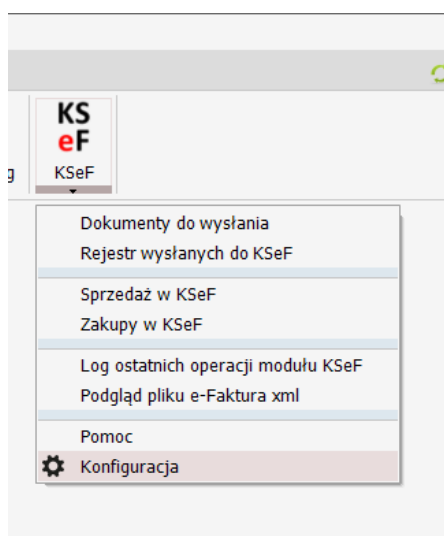 KS
eF
g
KSeF
Dokumenty do wysłania
Rejestr wysłanych do KSeF
Sprzedaż w KSeF
Zakupy w KSeF
Log ostatnich operacji modułu KSeF
Podgląd pliku e-Faktura xml
Pomoc
Konfiguracja